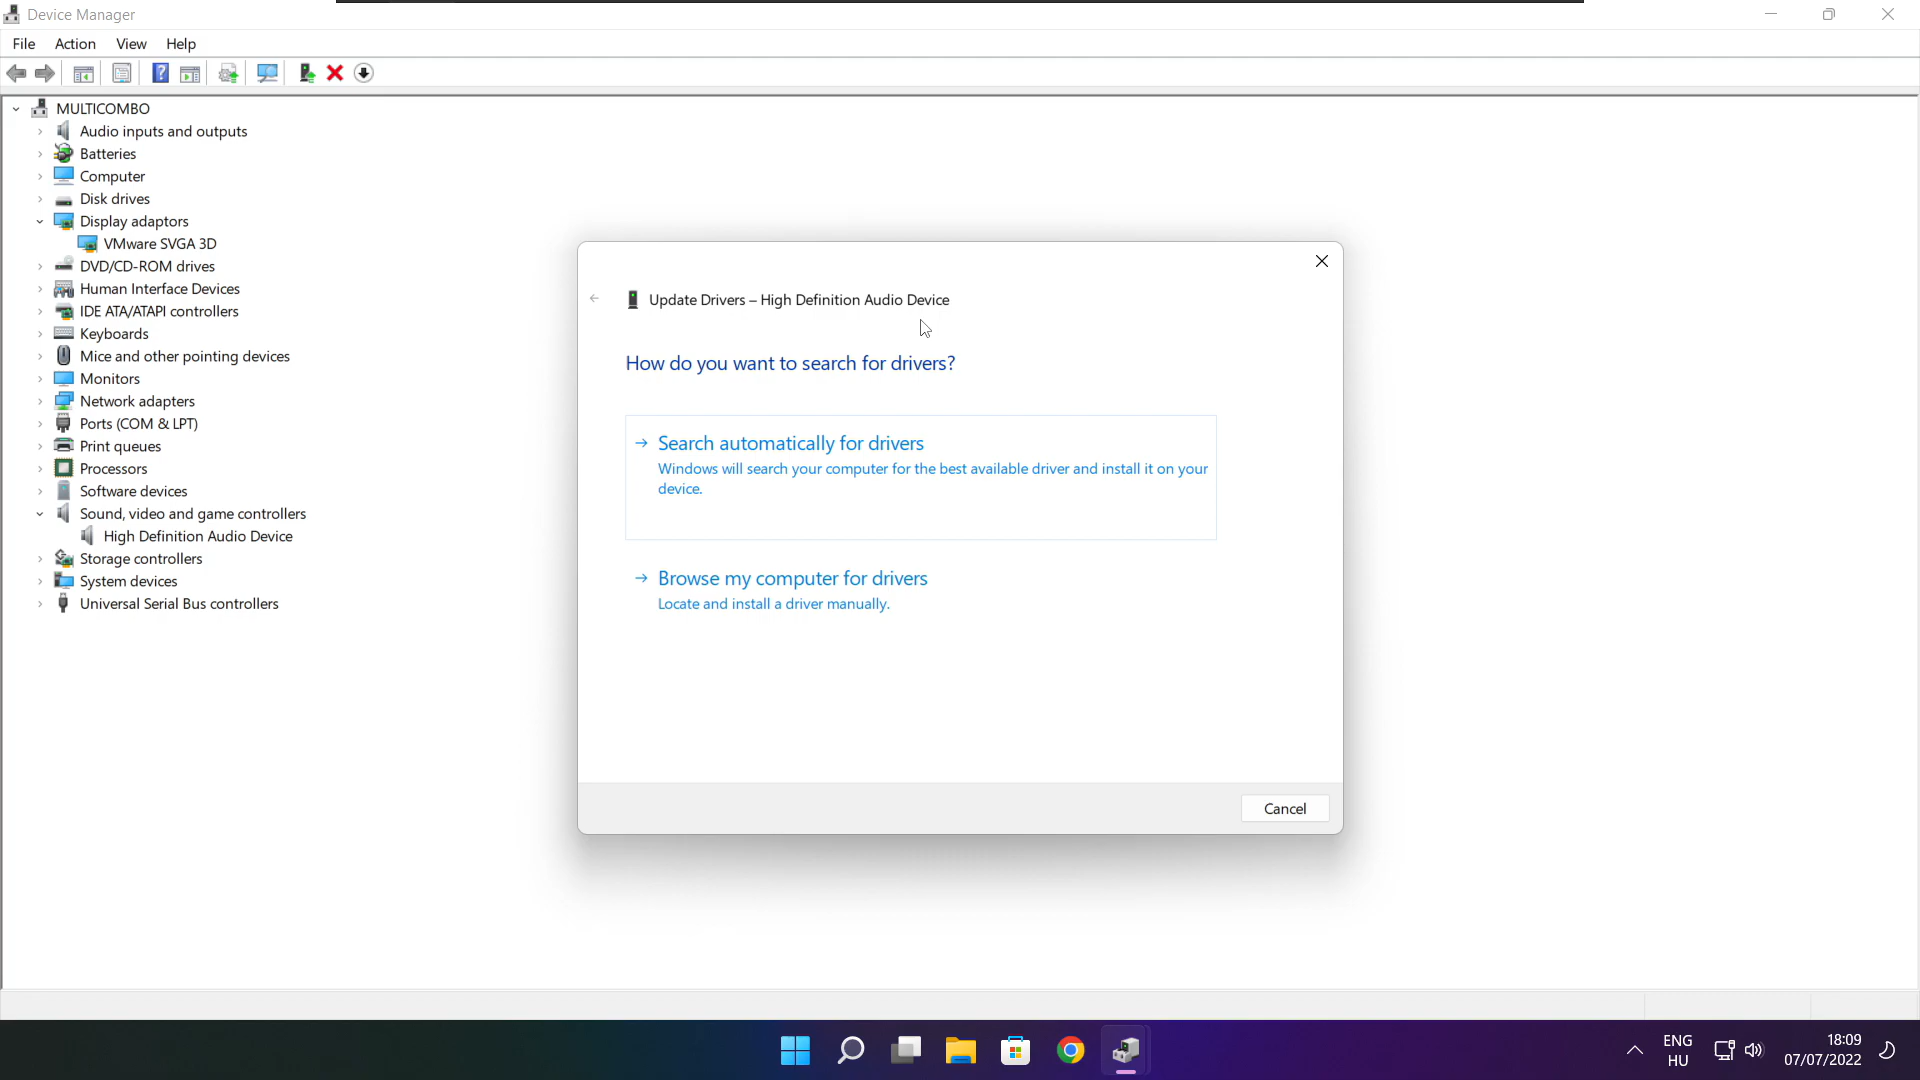 Device Manager
File Action View Help
MULTICOMBO
Audio inputs and outputs
Batteries
Computer
Disk drives
Display adaptors
VMware SVGA 3D
DVD/CD-ROM drives
Human Interface Devices
IDE ATA/ATAPI controllers
Keyboards
Mice and other pointing devices
Monitors
Network adapters
Ports (COM & LPT)
Print queues
Processors
Software devices
Sound, video and game controllers
High Definition Audio Device
Storage controllers
System devices
Universal Serial Bus controllers
Update Drivers – High Definition Audio Device
How do you want to search for drivers?
Search automatically for drivers
Windows will search your computer for the best available driver and install it on your
device.
Browse my computer for drivers
Locate and install a driver manually.
Cancel
ENG
HU
18:09
07/07/2022